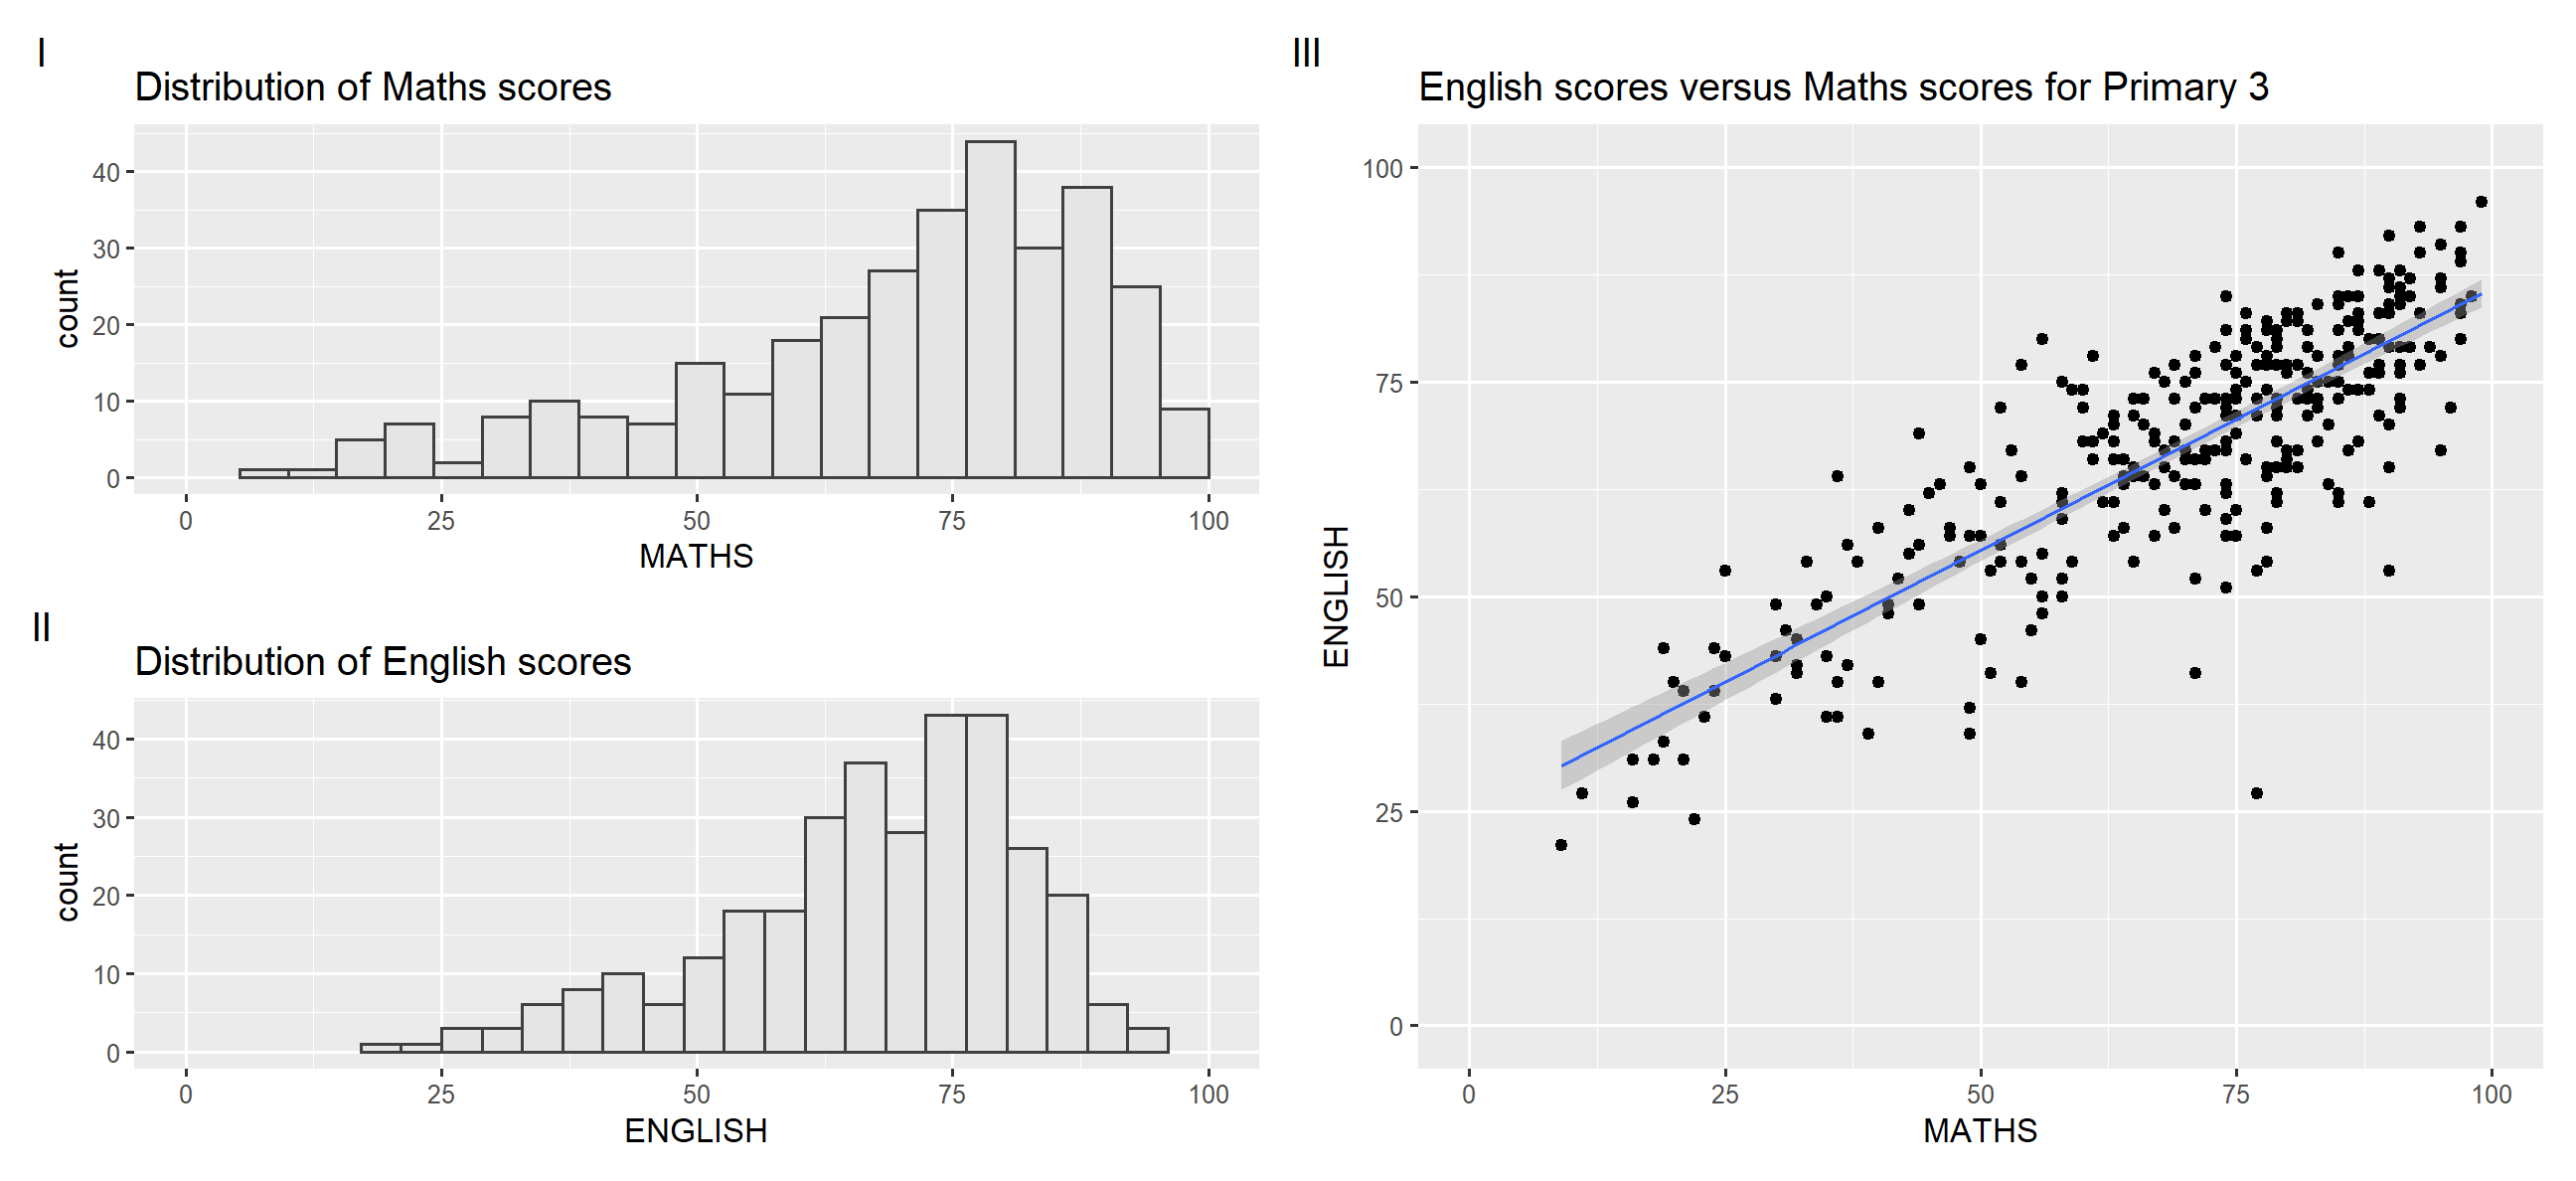 I
Distribution of Maths scores
40
30
20
10
0
count
0 25 50 75 100
MATHS
II
Distribution of English scores
40
30
20
10
0
count
0 25 50 75 100
ENGLISH
III
English scores versus Maths scores for Primary 3
100
75
50
25
0
ENGLISH
0 25 50 75 100
MATHS